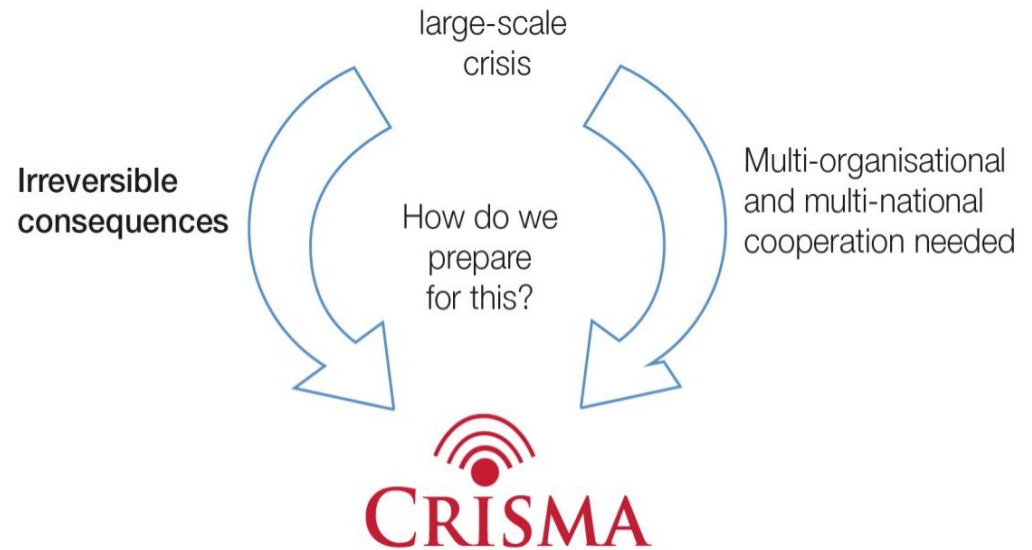 large-scale
crisis
Irreversible
consequences
How do we
prepare
for this?
Multi-organisational
and multi-national
cooperation needed
CRISMA